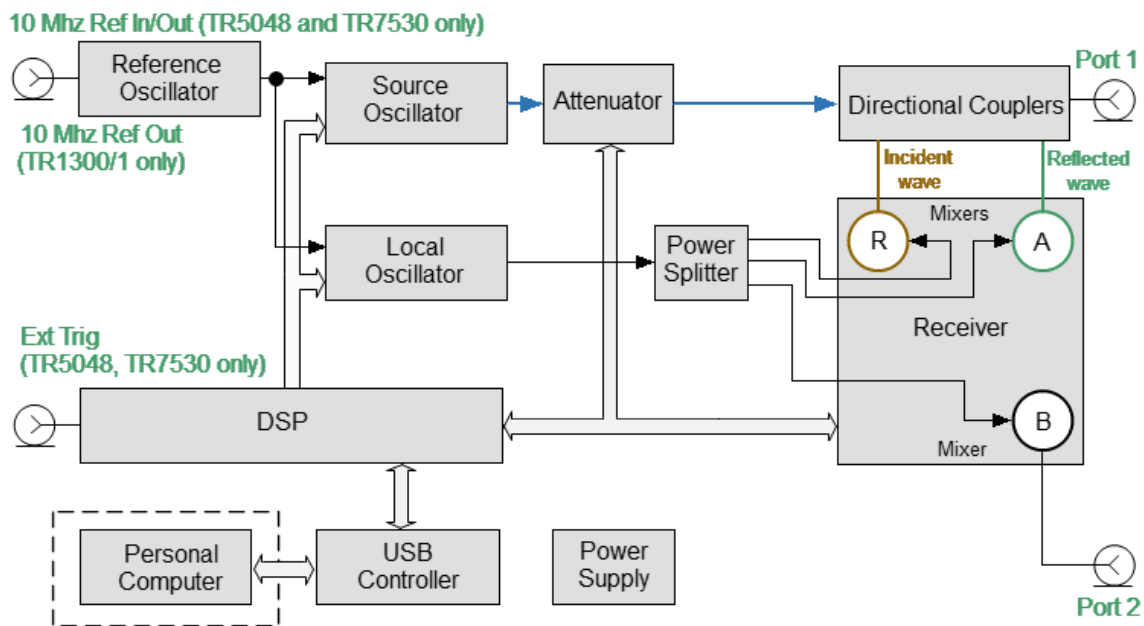 10 Mhz Ref In/Out (TR5048 and TR7530 only)
Reference
Oscillator
Source
Oscillator
Attenuator
Directional Couplers
Port 1
10 Mhz Ref Out
(TR1300/1 only)
Incident
wave
Reflected
wave
Mixers
R
A
Local
Oscillator
Power
Splitter
Receiver
Ext Trig
(TR5048, TR7530 only)
DSP
B
Mixer
Personal
Computer
USB
Controller
Power
Supply
Port 2